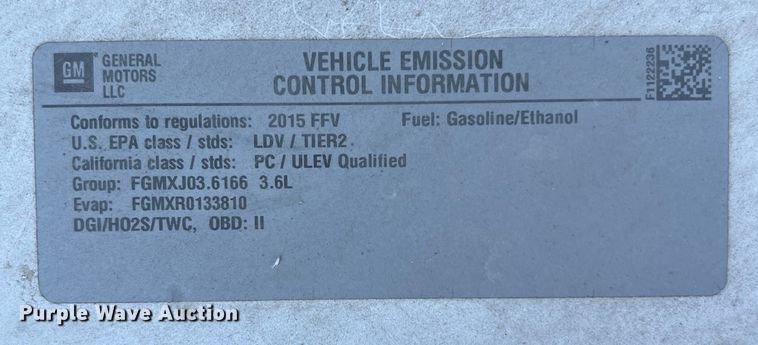 GM GENERAL MOTORS LLC
VEHICLE EMISSION
CONTROL INFORMATION
F1122236
Conforms to regulations: 2015 FFV Fuel: Gasoline/Ethanol
U.S. EPA class / stds: LDV / TIER2
California class / stds: PC / ULEV Qualified
Group: FGMXJ03.6166 3.6L
Evap: FGMXR0133810
DGI/HO2S/TWC, OBD: II
Purple Wave Auction